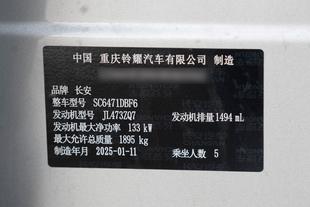 中国 重庆铃耀汽车有限公司 制造
品牌 长安
整车型号 SC6471DBF6
发动机型号 JL473ZQ7 发动机排量 1494 mL
发动机最大净功率 133 kW
最大允许总质量 1895 kg
制造年月 2025-01-11 乘坐人数 5